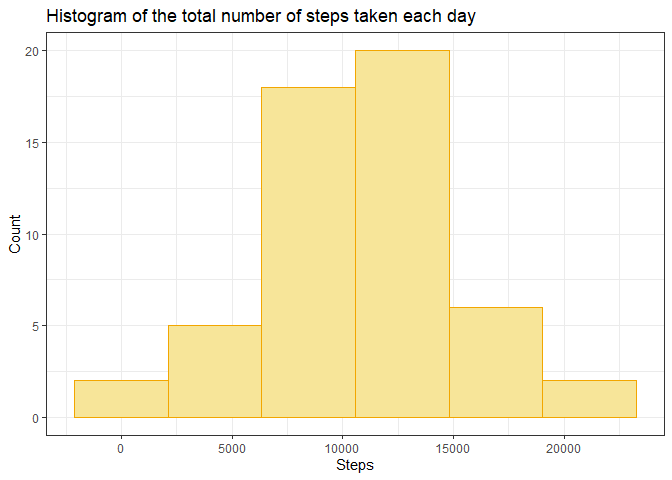 Histogram of the total number of steps taken each day
20
15
10
5
0
Count
0 5000 10000 15000 20000
Steps